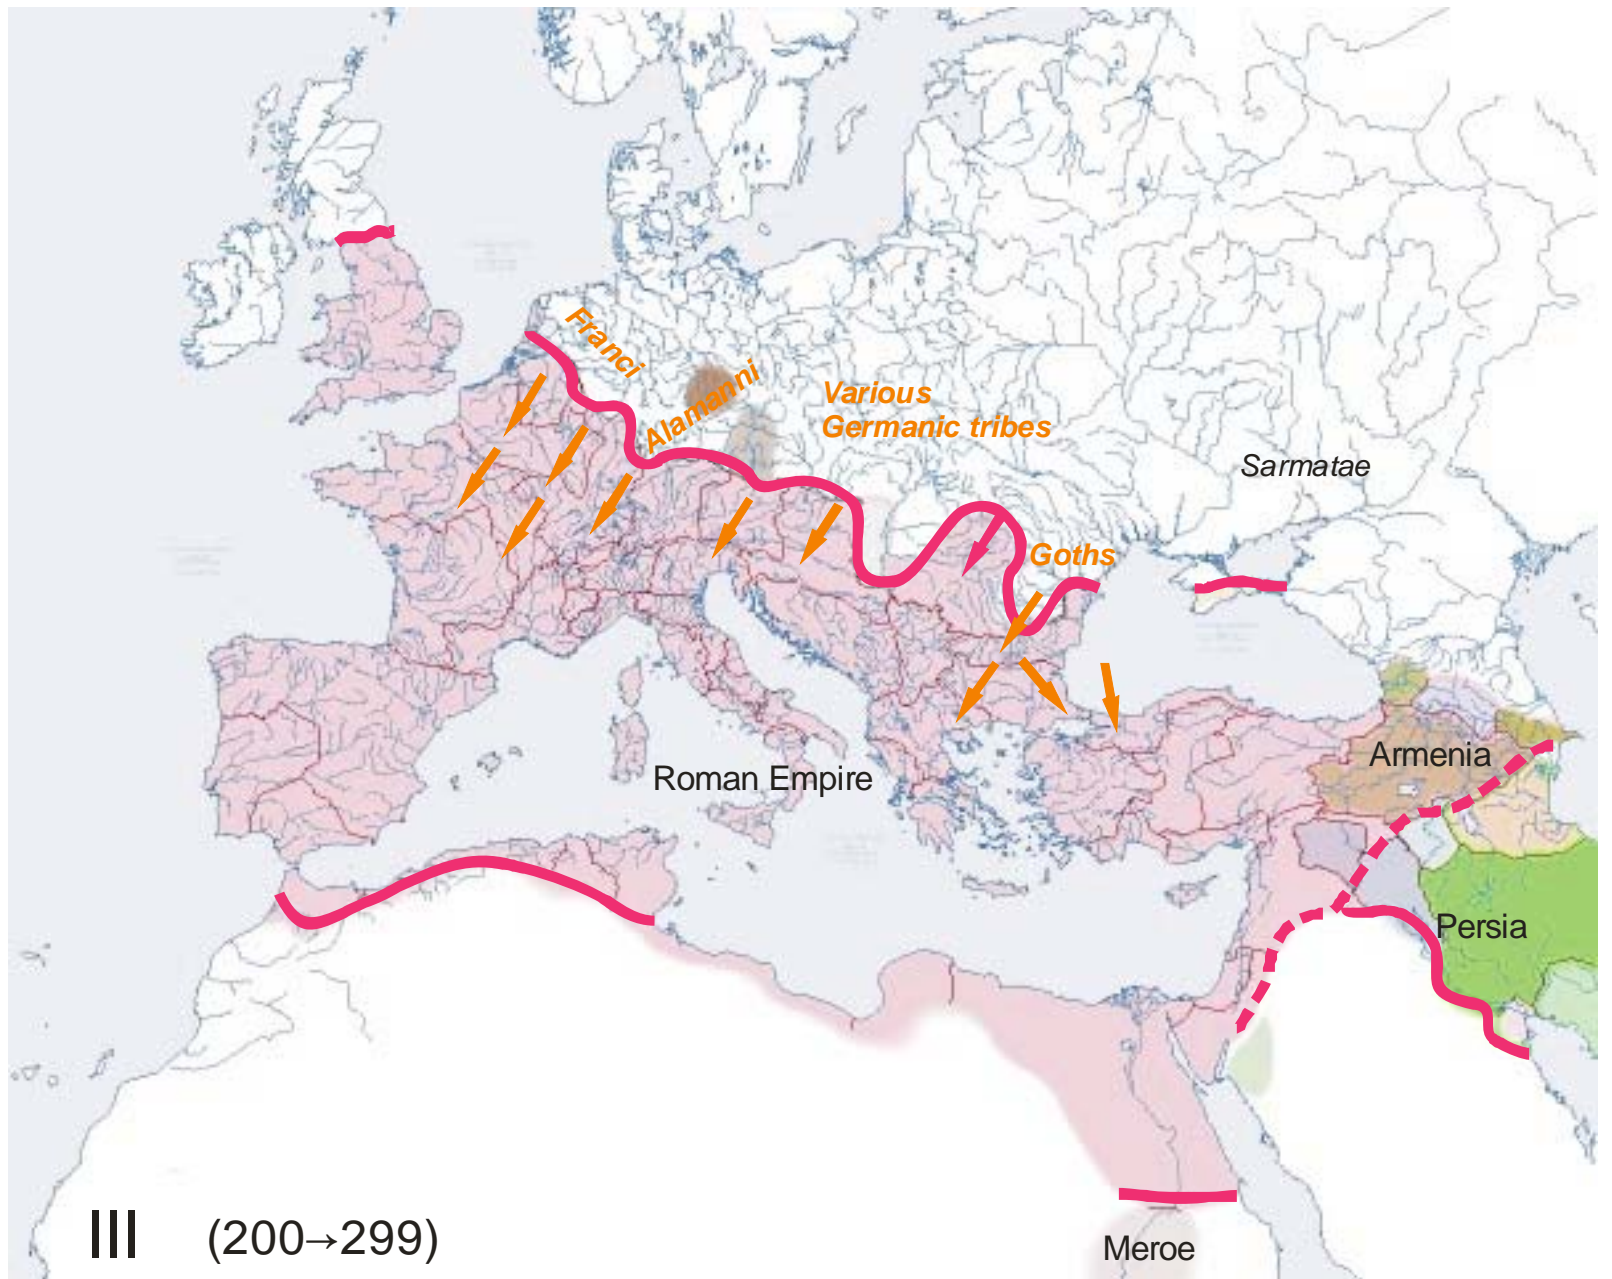 Franci
Alamanni
Various
Germanic tribes
Sarmatae
Goths
Armenia
Roman Empire
Persia
III (200→299)
Meroe